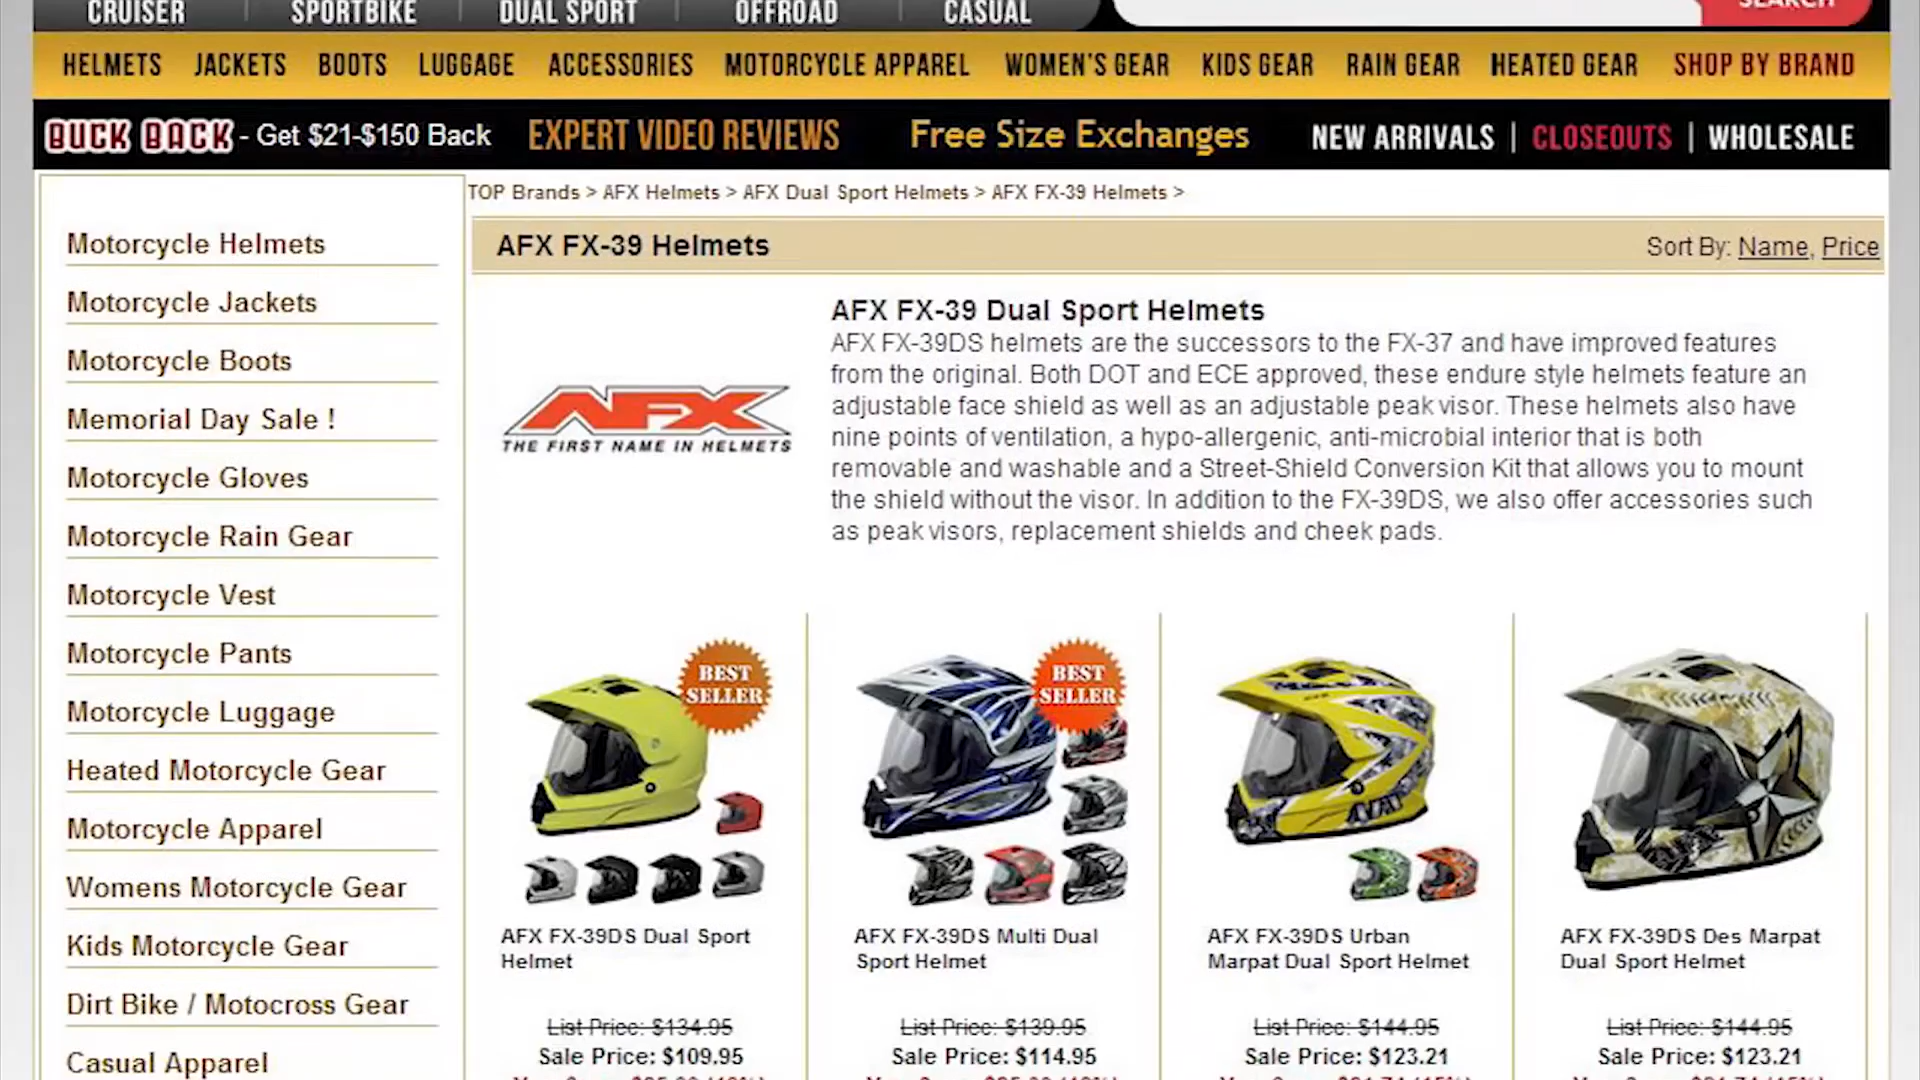 CRUISER SPORTBIKE DUAL SPORT OFFROAD CASUAL SEARCH
HELMETS JACKETS BOOTS LUGGAGE ACCESSORIES MOTORCYCLE APPAREL WOMEN'S GEAR KIDS GEAR RAIN GEAR HEATED GEAR SHOP BY BRAND
BUCK BACK - Get $21-$150 Back EXPERT VIDEO REVIEWS Free Size Exchanges NEW ARRIVALS | CLOSEOUTS | WHOLESALE
TOP Brands > AFX Helmets > AFX Dual Sport Helmets > AFX FX-39 Helmets >
Motorcycle Helmets
Motorcycle Jackets
Motorcycle Boots
Memorial Day Sale !
Motorcycle Gloves
Motorcycle Rain Gear
Motorcycle Vest
Motorcycle Pants
Motorcycle Luggage
Heated Motorcycle Gear
Motorcycle Apparel
Womens Motorcycle Gear
Kids Motorcycle Gear
Dirt Bike / Motocross Gear
Casual Apparel
AFX FX-39 Helmets
Sort By: Name, Price
AFX
THE FIRST NAME IN HELMETS
AFX FX-39 Dual Sport Helmets
AFX FX-39DS helmets are the successors to the FX-37 and have improved features
from the original. Both DOT and ECE approved, these endure style helmets feature an
adjustable face shield as well as an adjustable peak visor. These helmets also have
nine points of ventilation, a hypo-allergenic, anti-microbial interior that is both
removable and washable and a Street-Shield Conversion Kit that allows you to mount
the shield without the visor. In addition to the FX-39DS, we also offer accessories such
as peak visors, replacement shields and cheek pads.
BEST
SELLER
AFX FX-39DS Dual Sport
Helmet
List Price: $134.95
Sale Price: $109.95
BEST
SELLER
AFX FX-39DS Multi Dual
Sport Helmet
List Price: $139.95
Sale Price: $114.95
AFX FX-39DS Urban
Marpat Dual Sport Helmet
List Price: $144.95
Sale Price: $123.21
AFX FX-39DS Des Marpat
Dual Sport Helmet
List Price: $144.95
Sale Price: $123.21